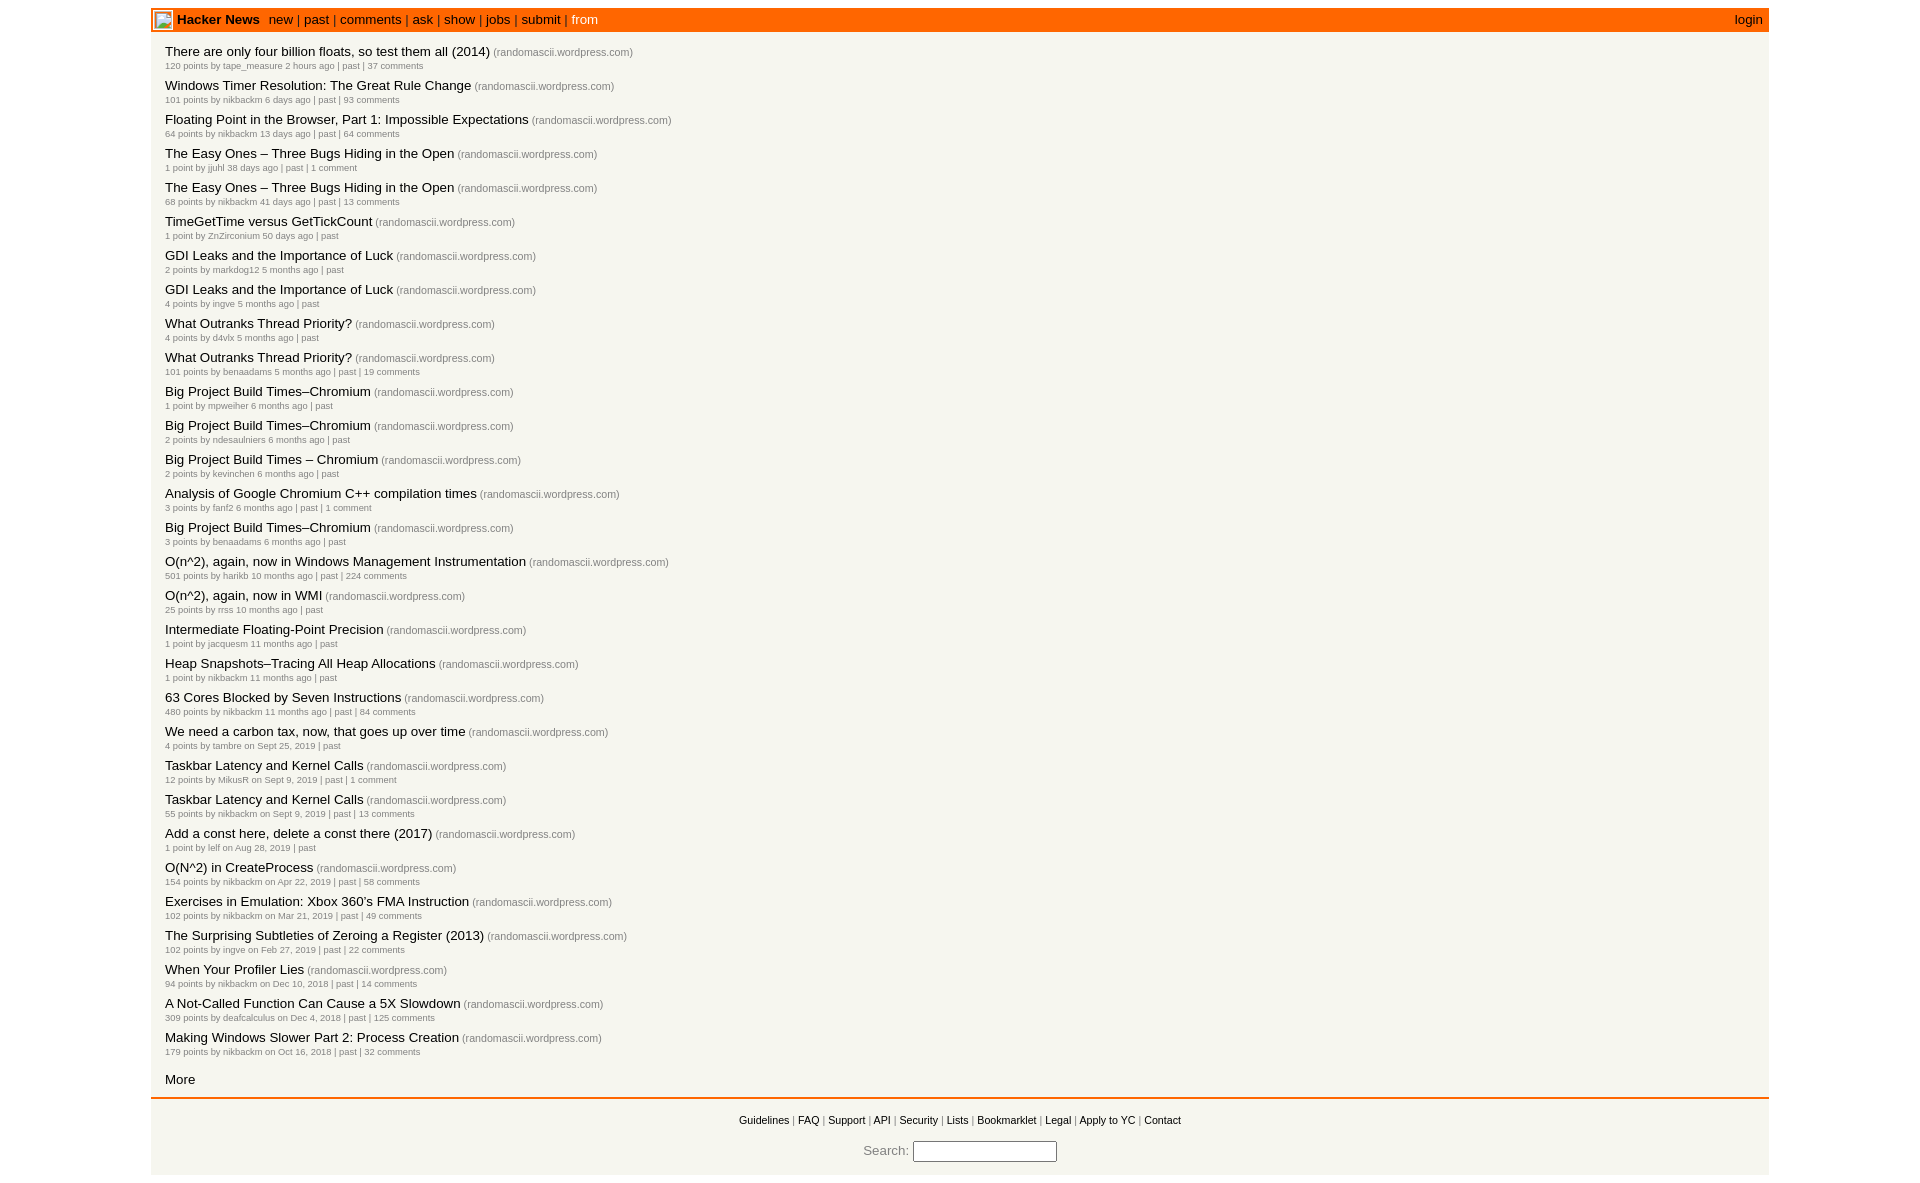 Hacker News new | past | comments | ask | show | jobs | submit | from login
There are only four billion floats, so test them all (2014) (randomascii.wordpress.com)
120 points by tape_measure 2 hours ago | past | 37 comments
Windows Timer Resolution: The Great Rule Change (randomascii.wordpress.com)
101 points by nikbackm 6 days ago | past | 93 comments
Floating Point in the Browser, Part 1: Impossible Expectations (randomascii.wordpress.com)
64 points by nikbackm 13 days ago | past | 64 comments
The Easy Ones – Three Bugs Hiding in the Open (randomascii.wordpress.com)
1 point by jjuhl 38 days ago | past | 1 comment
The Easy Ones – Three Bugs Hiding in the Open (randomascii.wordpress.com)
68 points by nikbackm 41 days ago | past | 13 comments
TimeGetTime versus GetTickCount (randomascii.wordpress.com)
1 point by ZnZirconium 50 days ago | past
GDI Leaks and the Importance of Luck (randomascii.wordpress.com)
2 points by markdog12 5 months ago | past
GDI Leaks and the Importance of Luck (randomascii.wordpress.com)
4 points by ingve 5 months ago | past
What Outranks Thread Priority? (randomascii.wordpress.com)
4 points by d4vlx 5 months ago | past
What Outranks Thread Priority? (randomascii.wordpress.com)
101 points by benaadams 5 months ago | past | 19 comments
Big Project Build Times–Chromium (randomascii.wordpress.com)
1 point by mpweiher 6 months ago | past
Big Project Build Times–Chromium (randomascii.wordpress.com)
2 points by ndesaulniers 6 months ago | past
Big Project Build Times – Chromium (randomascii.wordpress.com)
2 points by kevinchen 6 months ago | past
Analysis of Google Chromium C++ compilation times (randomascii.wordpress.com)
3 points by fanf2 6 months ago | past | 1 comment
Big Project Build Times–Chromium (randomascii.wordpress.com)
3 points by benaadams 6 months ago | past
O(n^2), again, now in Windows Management Instrumentation (randomascii.wordpress.com)
501 points by harikb 10 months ago | past | 224 comments
O(n^2), again, now in WMI (randomascii.wordpress.com)
25 points by rrss 10 months ago | past
Intermediate Floating-Point Precision (randomascii.wordpress.com)
1 point by jacquesm 11 months ago | past
Heap Snapshots–Tracing All Heap Allocations (randomascii.wordpress.com)
1 point by nikbackm 11 months ago | past
63 Cores Blocked by Seven Instructions (randomascii.wordpress.com)
480 points by nikbackm 11 months ago | past | 84 comments
We need a carbon tax, now, that goes up over time (randomascii.wordpress.com)
4 points by tambre on Sept 25, 2019 | past
Taskbar Latency and Kernel Calls (randomascii.wordpress.com)
12 points by MikusR on Sept 9, 2019 | past | 1 comment
Taskbar Latency and Kernel Calls (randomascii.wordpress.com)
55 points by nikbackm on Sept 9, 2019 | past | 13 comments
Add a const here, delete a const there (2017) (randomascii.wordpress.com)
1 point by lelf on Aug 28, 2019 | past
O(N^2) in CreateProcess (randomascii.wordpress.com)
154 points by nikbackm on Apr 22, 2019 | past | 58 comments
Exercises in Emulation: Xbox 360’s FMA Instruction (randomascii.wordpress.com)
102 points by nikbackm on Mar 21, 2019 | past | 49 comments
The Surprising Subtleties of Zeroing a Register (2013) (randomascii.wordpress.com)
102 points by ingve on Feb 27, 2019 | past | 22 comments
When Your Profiler Lies (randomascii.wordpress.com)
94 points by nikbackm on Dec 10, 2018 | past | 14 comments
A Not-Called Function Can Cause a 5X Slowdown (randomascii.wordpress.com)
309 points by deafcalculus on Dec 4, 2018 | past | 125 comments
Making Windows Slower Part 2: Process Creation (randomascii.wordpress.com)
179 points by nikbackm on Oct 16, 2018 | past | 32 comments
More
Guidelines | FAQ | Support | API | Security | Lists | Bookmarklet | Legal | Apply to YC | Contact
Search: